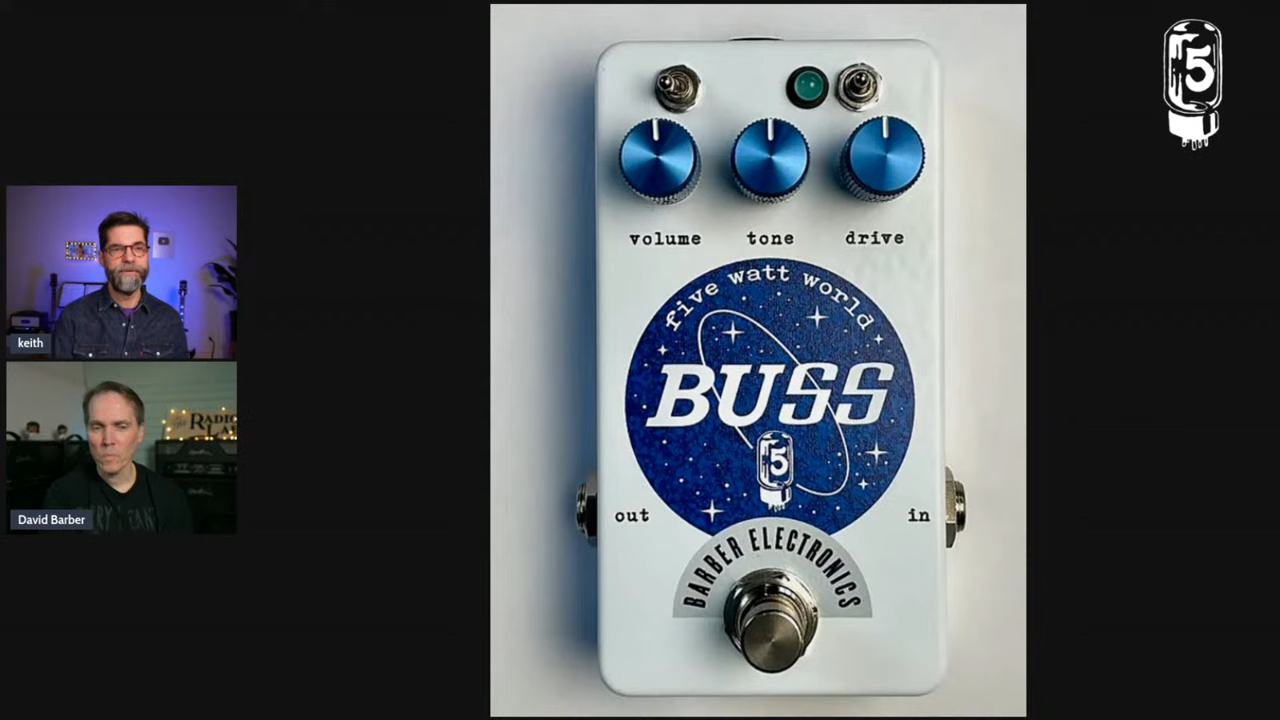 5
volume tone drive
five watt world
BUSS
5
out in
BARBER ELECTRONICS
keith
David Barber